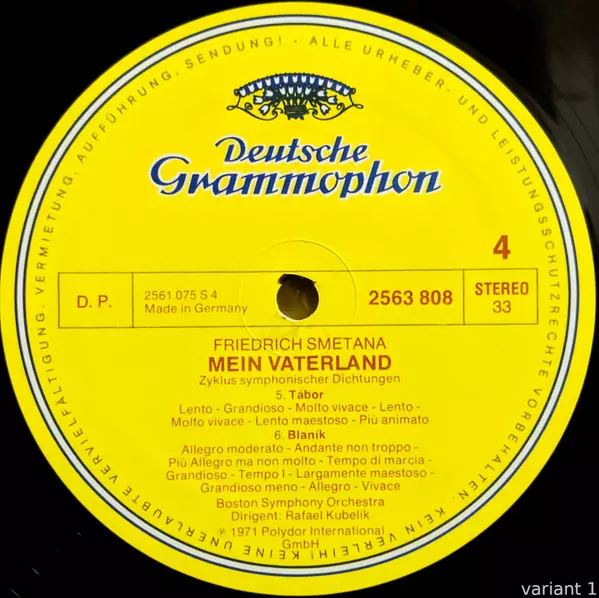 KEINE UNERLAUBTE VERVIELFÄLTIGUNG, VERMIETUNG, AUFFÜHRUNG, SENDUNG! - ALLE URHEBER- UND LEISTUNGSSCHUTZRECHTE VORBEHALTEN. KEIN VERLEIH!
Deutsche
Grammophon
4
D. P.
2561 075 S 4
Made in Germany
2563 808
STEREO
33
FRIEDRICH SMETANA
MEIN VATERLAND
Zyklus symphonischer Dichtungen
5. Tábor
Lento - Grandioso - Molto vivace - Lento -
Molto vivace - Lento maestoso - Più animato
6. Blaník
Allegro moderato - Andante non troppo -
Più Allegro ma non molto - Tempo di marcia -
Grandioso - Tempo I - Largamente maestoso -
Grandioso meno - Allegro - Vivace
Boston Symphony Orchestra
Dirigent: Rafael Kubelik
℗ 1971 Polydor International
GmbH
variant 1